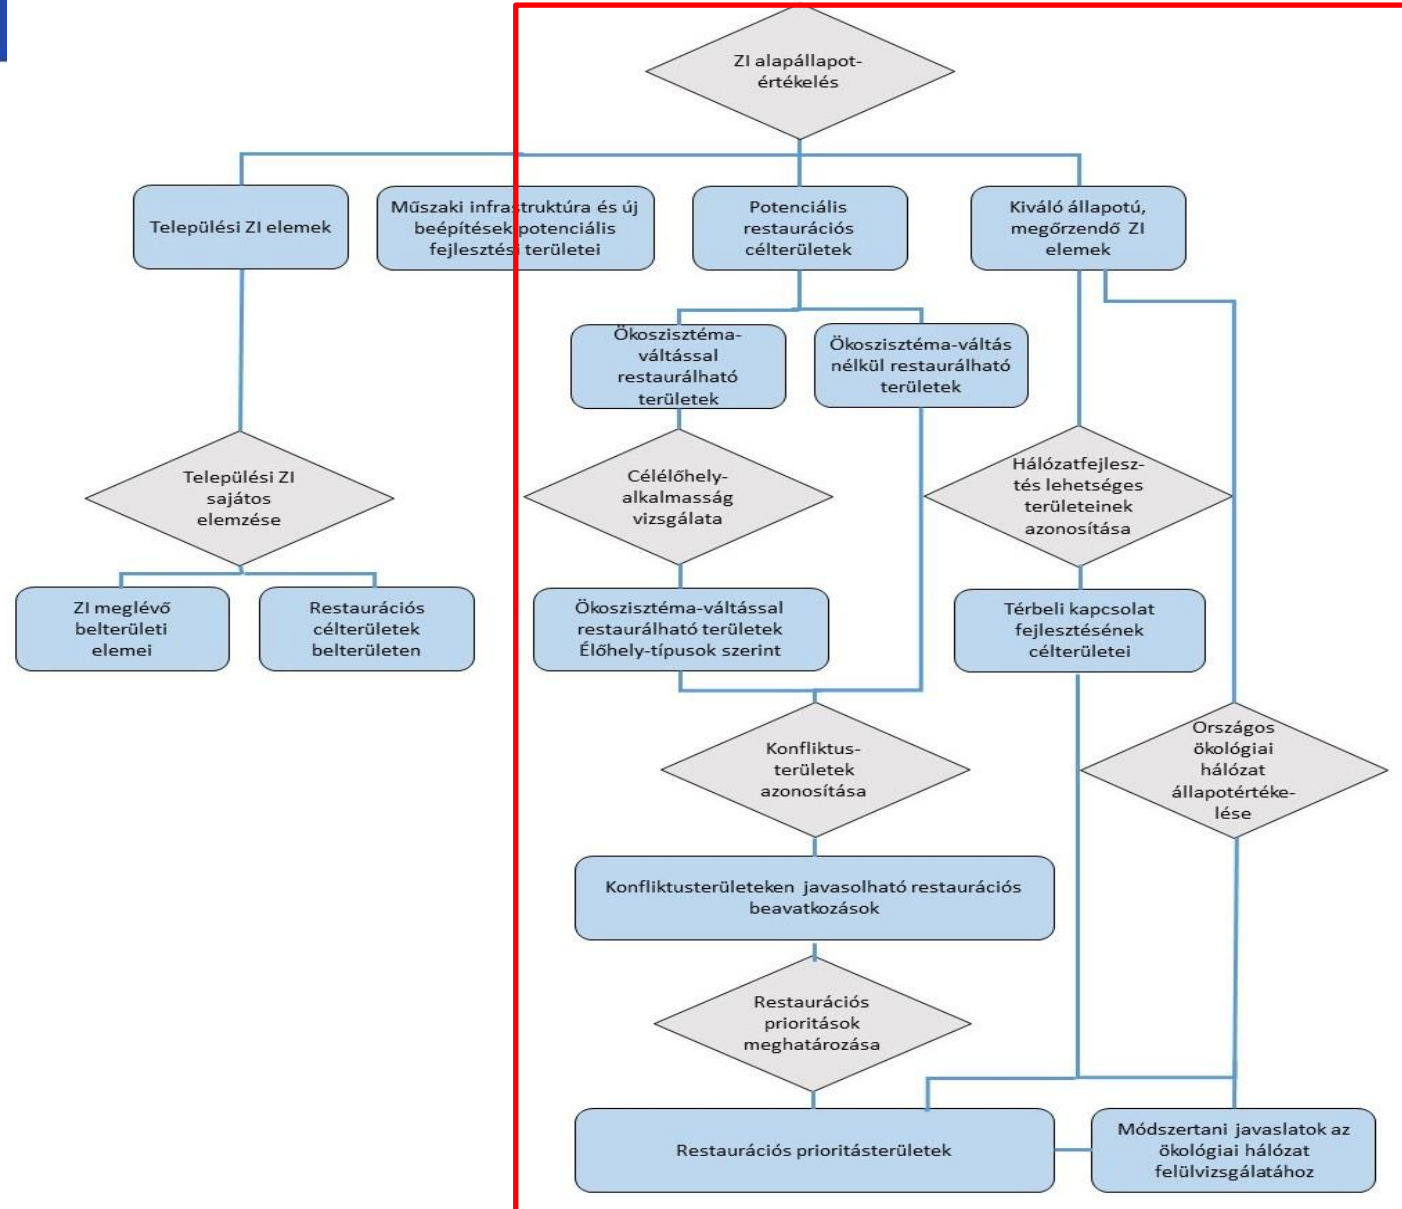 ZI alapállapot-
értékelés
Települési ZI elemek
Műszaki infrastruktúra és új
beépítések potenciális
fejlesztési területei
Potenciális
restaurációs
célterületek
Kiváló állapotú,
megőrzendő ZI
elemek
Ökoszisztéma-
váltással
restaurálható
területek
Ökoszisztéma-váltás
nélkül restaurálható
területek
Települési ZI
sajátos
elemzése
Célélőhely-
alkalmasság
vizsgálata
Hálózatfejlesz-
tés lehetséges
területeinek
azonosítása
ZI meglévő
belterületi
elemei
Restaurációs
célterületek
belterületen
Ökoszisztéma-váltással
restaurálható területek
Élőhely-típusok szerint
Térbeli kapcsolat
fejlesztésének
célterületei
Konfliktus-
területek
azonosítása
Országos
ökológiai
hálózat
állapotértéke-
lése
Konfliktusterületeken javasolható restaurációs
beavatkozások
Restaurációs
prioritások
meghatározása
Restaurációs prioritásterületek
Módszertani javaslatok az
ökológiai hálózat
felülvizsgálatához